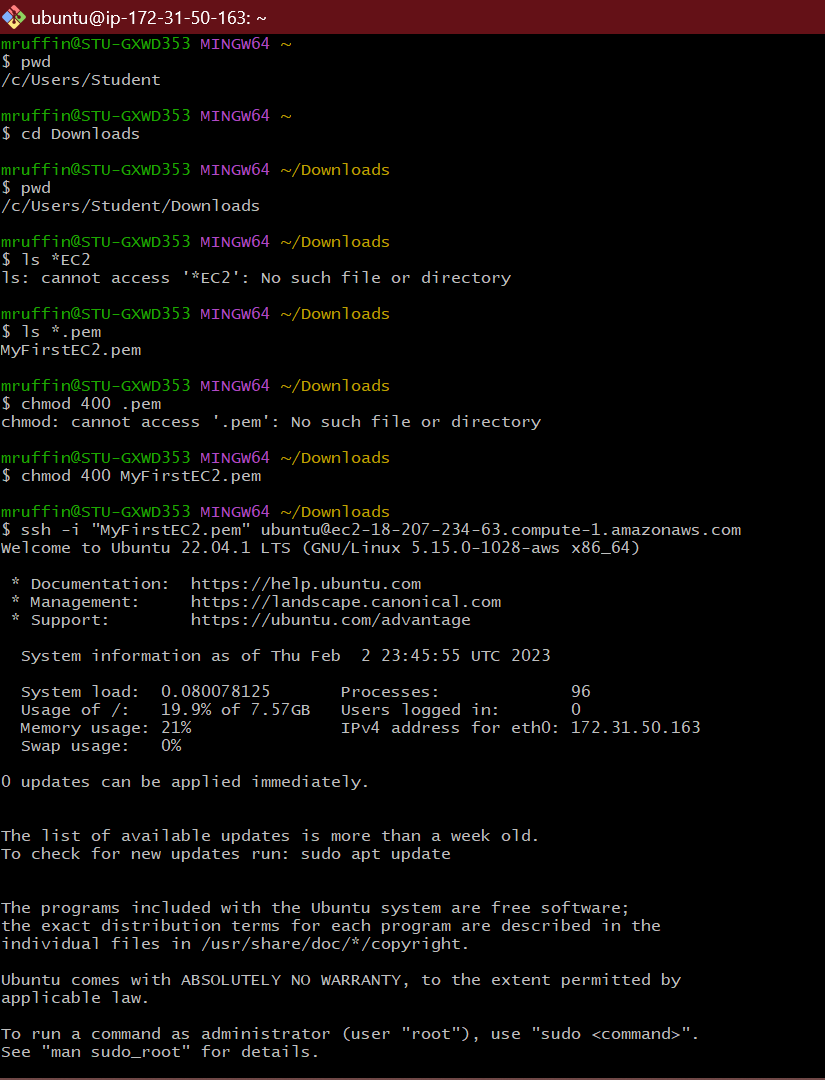 ubuntu@ip-172-31-50-163: ~
mruffin@STU-GXWD353 MINGW64 ~
$ pwd
/c/Users/Student

mruffin@STU-GXWD353 MINGW64 ~
$ cd Downloads

mruffin@STU-GXWD353 MINGW64 ~/Downloads
$ pwd
/c/Users/Student/Downloads

mruffin@STU-GXWD353 MINGW64 ~/Downloads
$ ls *EC2
ls: cannot access '*EC2': No such file or directory

mruffin@STU-GXWD353 MINGW64 ~/Downloads
$ ls *.pem
MyFirstEC2.pem

mruffin@STU-GXWD353 MINGW64 ~/Downloads
$ chmod 400 .pem
chmod: cannot access '.pem': No such file or directory

mruffin@STU-GXWD353 MINGW64 ~/Downloads
$ chmod 400 MyFirstEC2.pem

mruffin@STU-GXWD353 MINGW64 ~/Downloads
$ ssh -i "MyFirstEC2.pem" ubuntu@ec2-18-207-234-63.compute-1.amazonaws.com
Welcome to Ubuntu 22.04.1 LTS (GNU/Linux 5.15.0-1028-aws x86_64)

 * Documentation:  https://help.ubuntu.com
 * Management:     https://landscape.canonical.com
 * Support:        https://ubuntu.com/advantage

  System information as of Thu Feb  2 23:45:55 UTC 2023

  System load:  0.080078125       Processes:             96
  Usage of /:   19.9% of 7.57GB   Users logged in:       0
  Memory usage: 21%               IPv4 address for eth0: 172.31.50.163
  Swap usage:   0%

0 updates can be applied immediately.


The list of available updates is more than a week old.
To check for new updates run: sudo apt update


The programs included with the Ubuntu system are free software;
the exact distribution terms for each program are described in the
individual files in /usr/share/doc/*/copyright.

Ubuntu comes with ABSOLUTELY NO WARRANTY, to the extent permitted by
applicable law.

To run a command as administrator (user "root"), use "sudo <command>".
See "man sudo_root" for details.